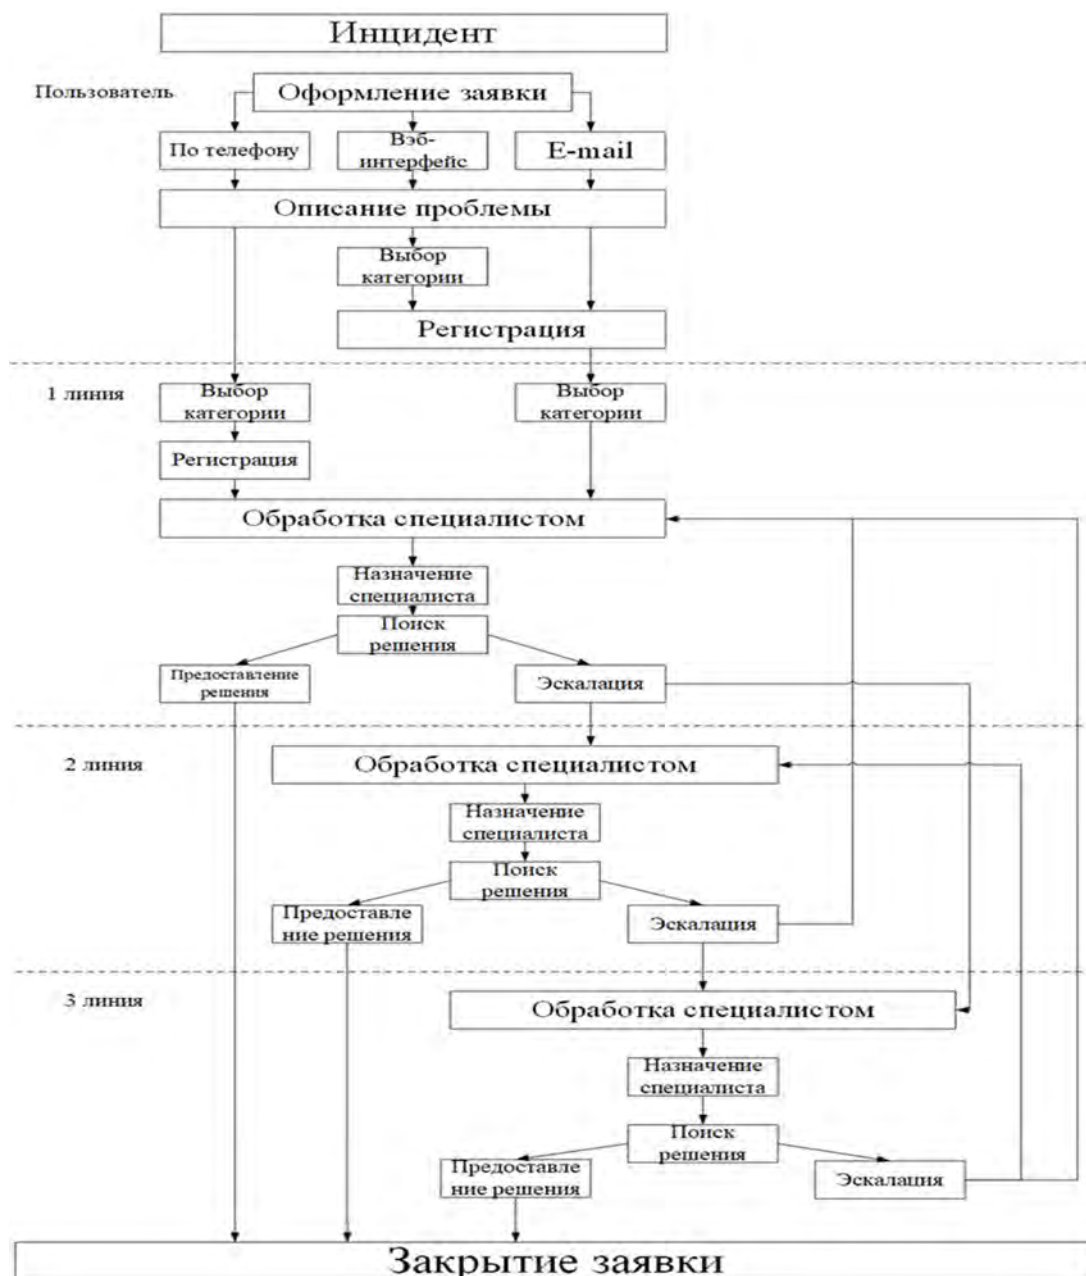 Инцидент
Пользователь
Оформление заявки
По телефону
Вэб-
интерфейс
E-mail
Описание проблемы
Выбор
категории
Регистрация
1 линия
Выбор
категории
Выбор
категории
Регистрация
Обработка специалистом
Назначение
специалиста
Поиск
решения
Предоставление
решения
Эскалация
2 линия
Обработка специалистом
Назначение
специалиста
Поиск
решения
Предоставле
ние решения
Эскалация
3 линия
Обработка специалистом
Назначение
специалиста
Поиск
решения
Предоставле
ние решения
Эскалация
Закрытие заявки